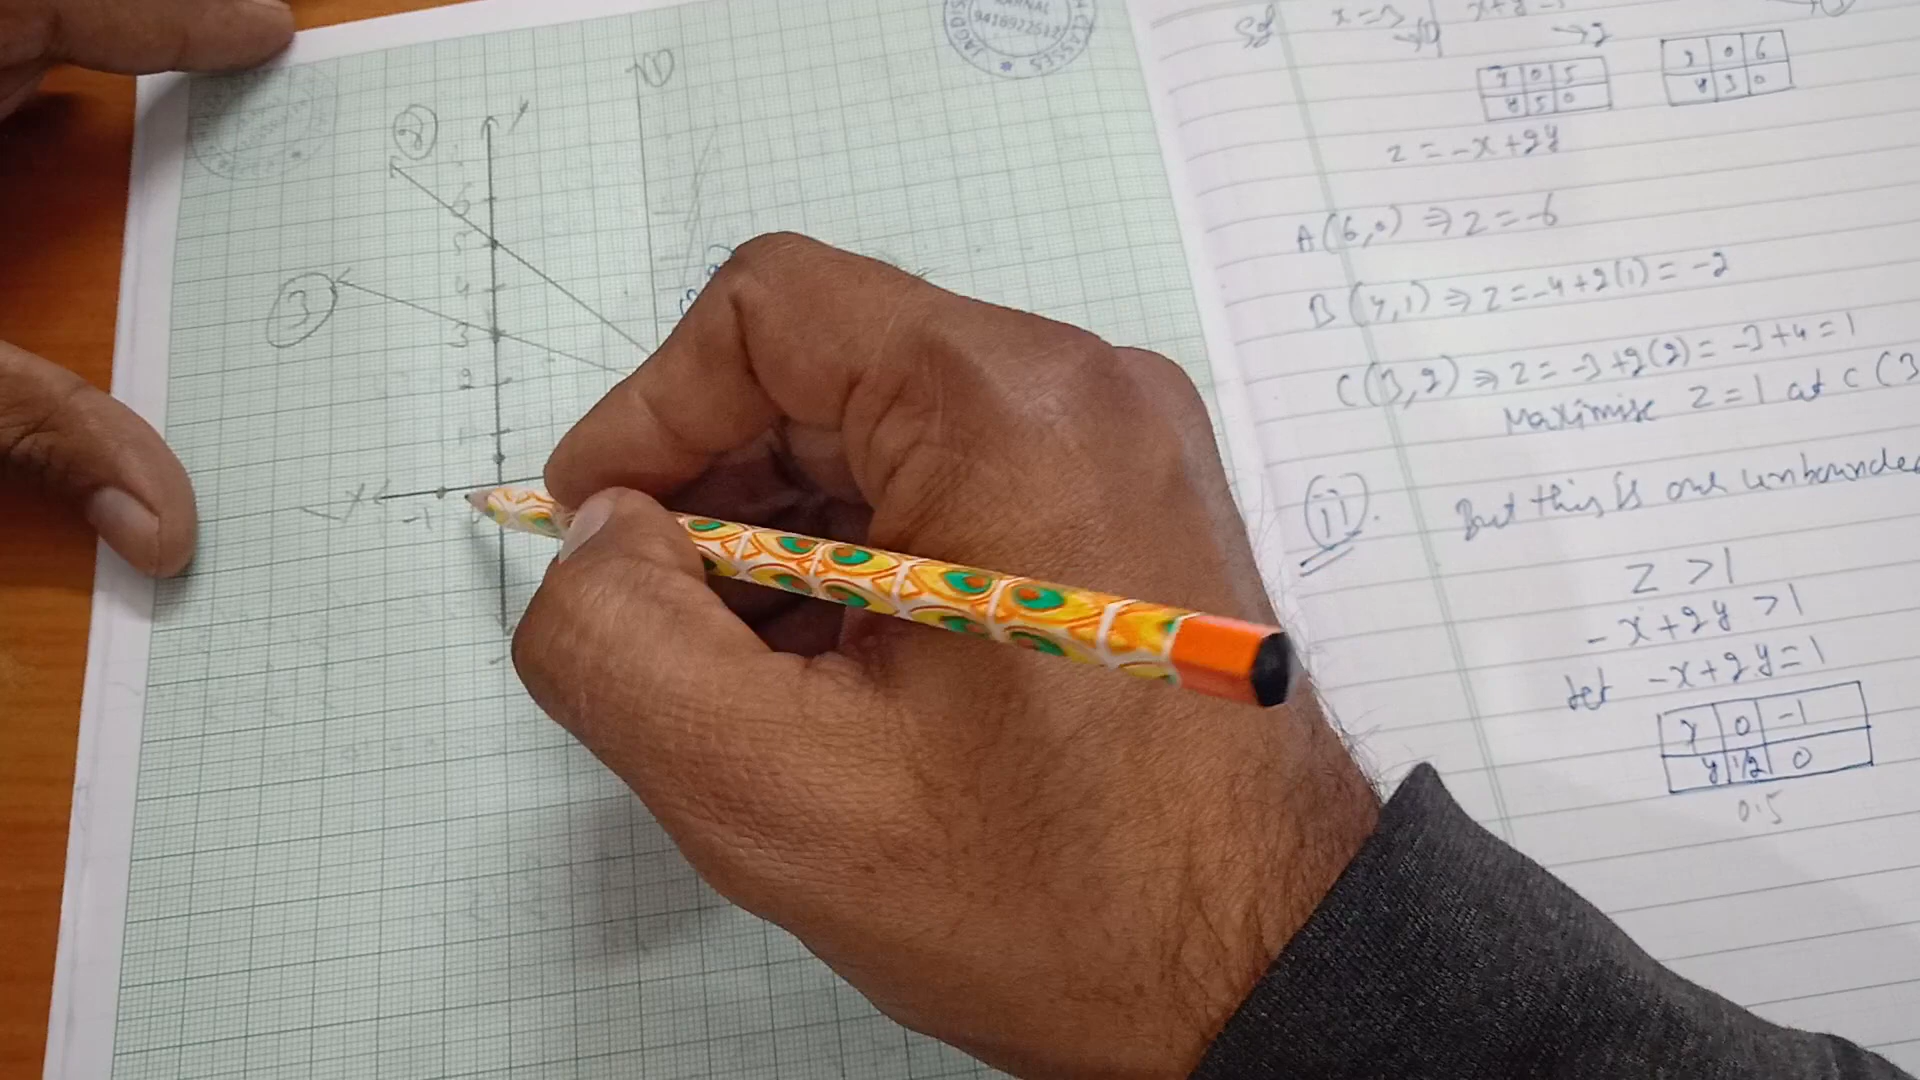 KARNAL
9416922512
CLASSES
Y
(2)
6
5
4
3
2
1
(3)
X
-1
Sol
x=3
→2
x 0 5
y 5 0
x 0 6
y 3 0
z = -x+2y
A(6,0) ⇒ z = -6
B(4,1) ⇒ z = -4+2(1) = -2
C(3,2) ⇒ z = -3+2(2) = -3+4 = 1
Maximise z = 1 at C(3
(ii). But this is our unbounded
z > 1
-x+2y > 1
Let -x+2y = 1
x 0 -1
y 1/2 0
0.5